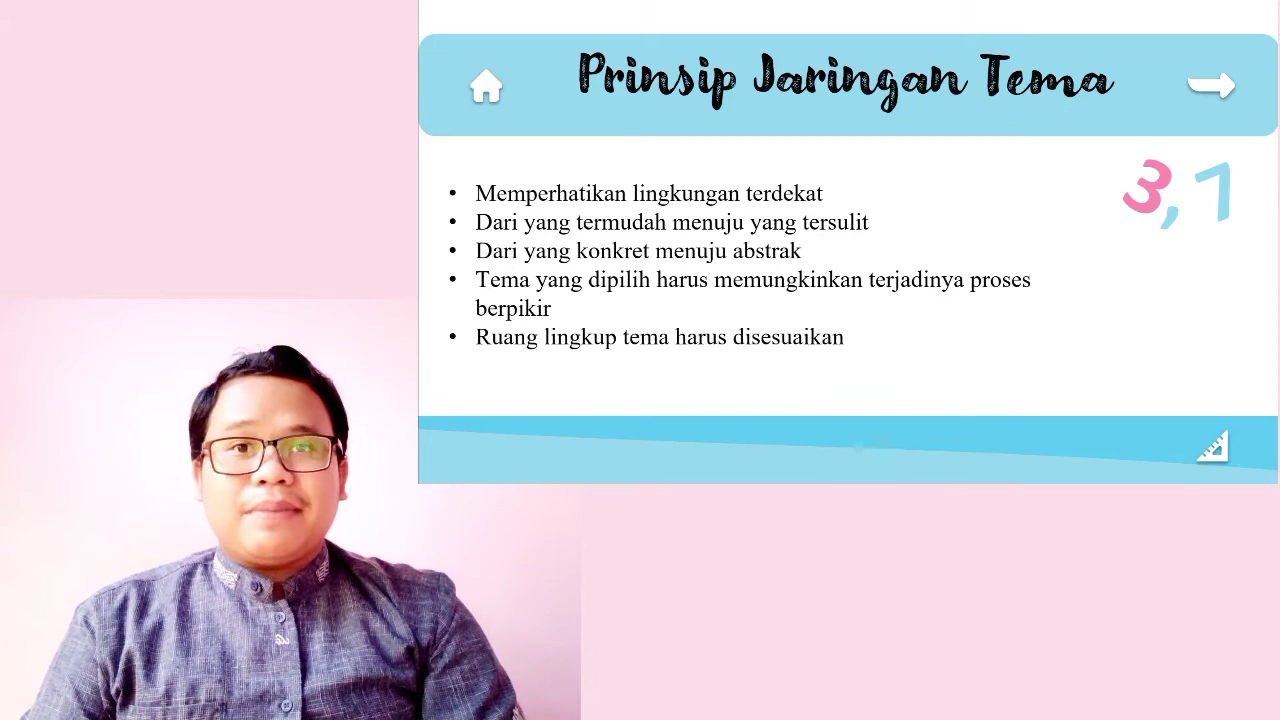 Prinsip Jaringan Tema
3, 7
• Memperhatikan lingkungan terdekat
• Dari yang termudah menuju yang tersulit
• Dari yang konkret menuju abstrak
• Tema yang dipilih harus memungkinkan terjadinya proses
berpikir
• Ruang lingkup tema harus disesuaikan